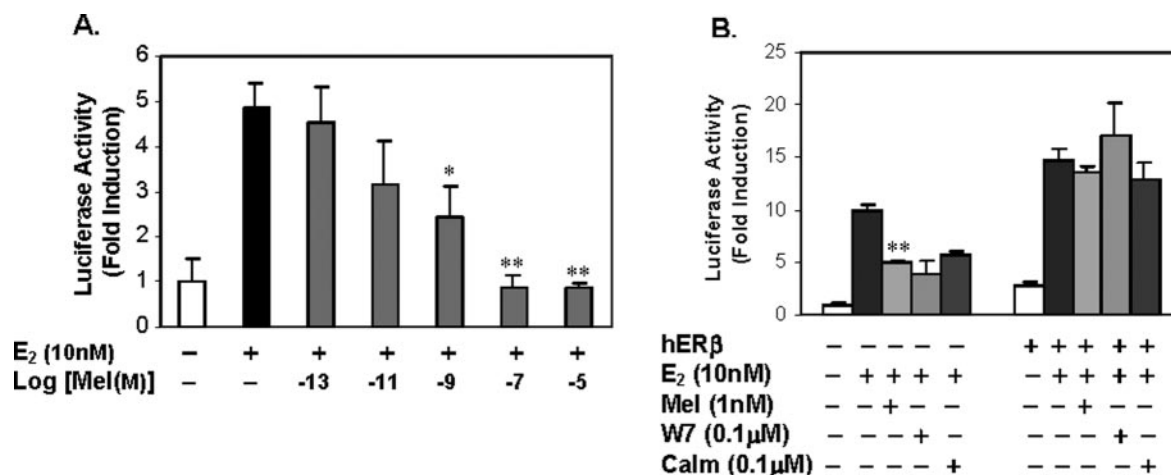 A.
Luciferase Activity
(Fold Induction)
6
5
4
3
2
1
0
*
**
**
E₂ (10nM) – + + + + + +
Log [Mel(M)] – – -13 -11 -9 -7 -5
B.
Luciferase Activity
(Fold Induction)
25
20
15
10
5
0
**
hERβ – – – – – + + + + +
E₂ (10nM) – + + + + – + + + +
Mel (1nM) – – + – – – – + – –
W7 (0.1μM) – – – + – – – – + –
Calm (0.1μM) – – – – + – – – – +